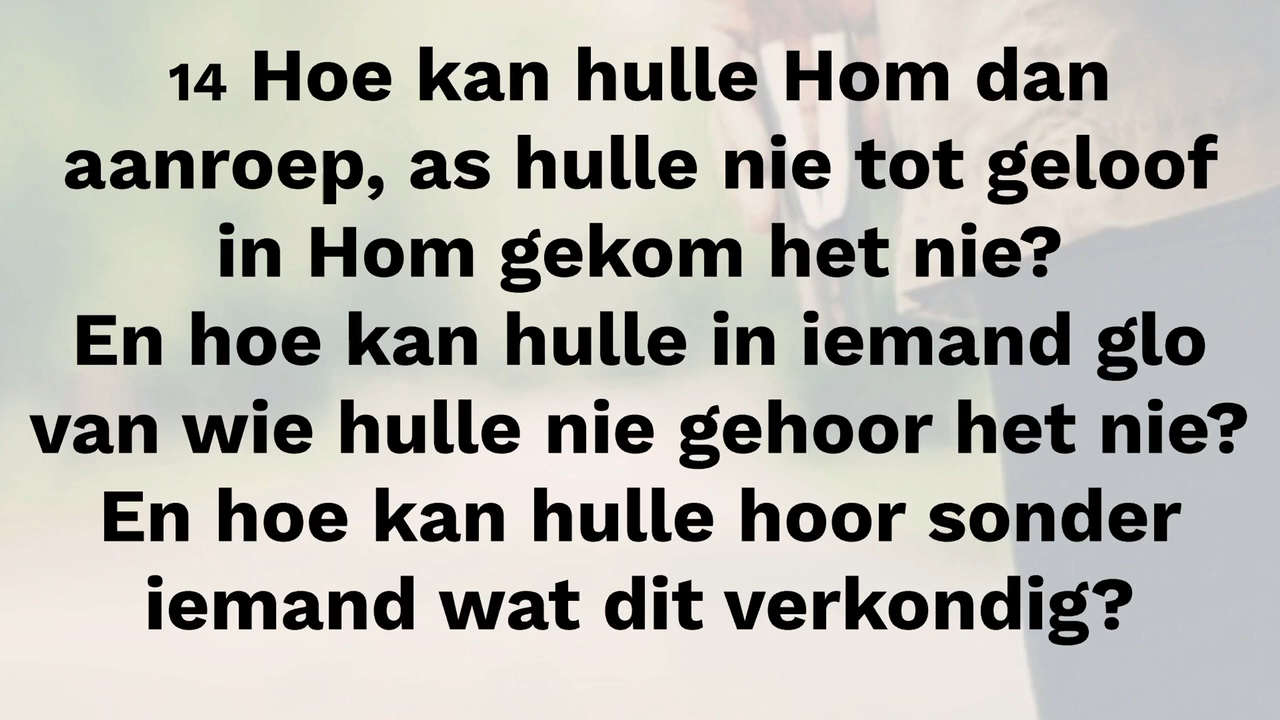 14 Hoe kan hulle Hom dan
aanroep, as hulle nie tot geloof
in Hom gekom het nie?
En hoe kan hulle in iemand glo
van wie hulle nie gehoor het nie?
En hoe kan hulle hoor sonder
iemand wat dit verkondig?